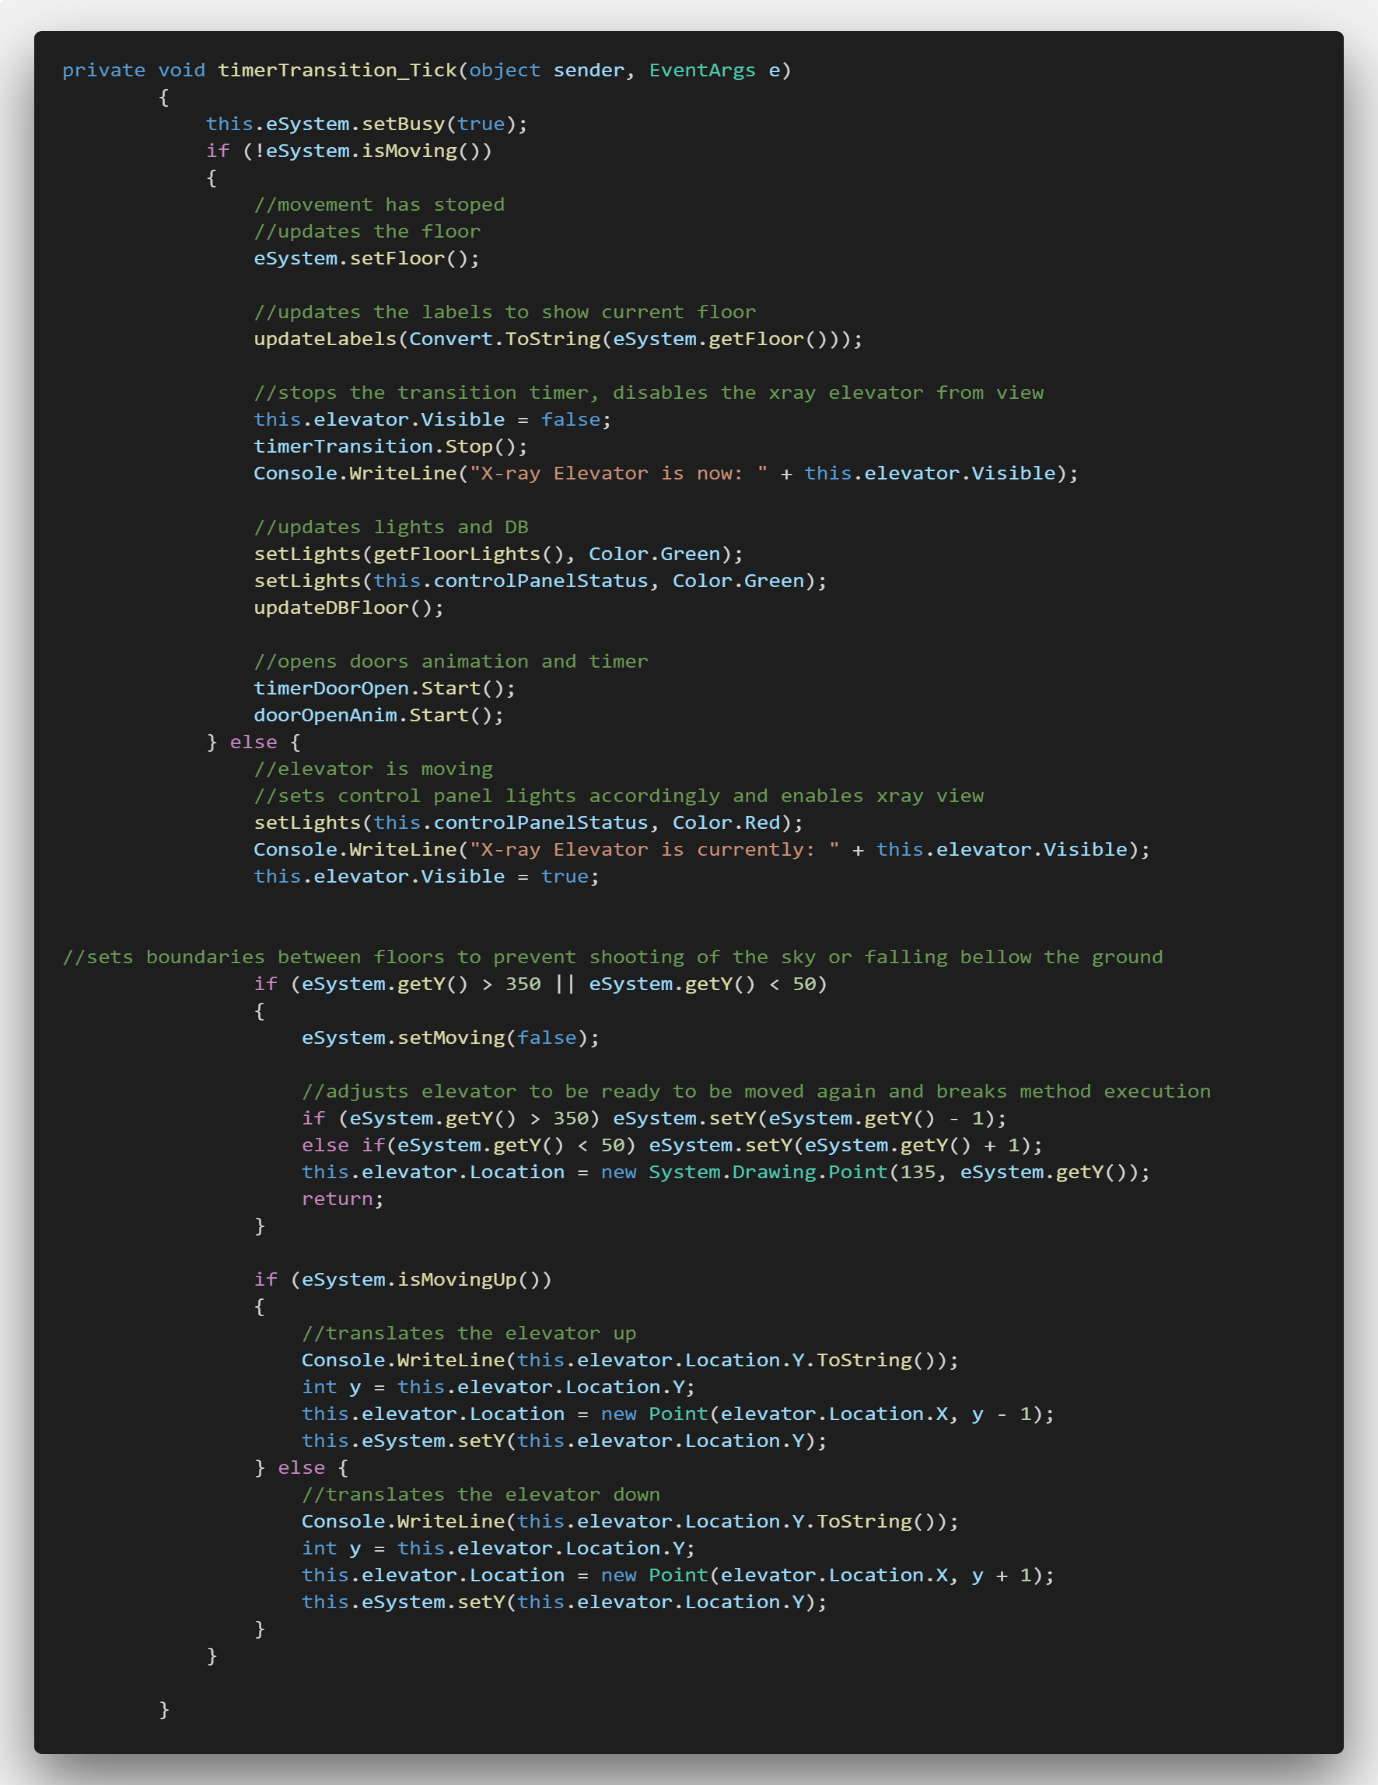 private void timerTransition_Tick(object sender, EventArgs e)
{
this.eSystem.setBusy(true);
if (!eSystem.isMoving())
{
//movement has stoped
//updates the floor
eSystem.setFloor();
//updates the labels to show current floor
updateLabels(Convert.ToString(eSystem.getFloor()));
//stops the transition timer, disables the xray elevator from view
this.elevator.Visible = false;
timerTransition.Stop();
Console.WriteLine("X-ray Elevator is now: " + this.elevator.Visible);
//updates lights and DB
setLights(getFloorLights(), Color.Green);
setLights(this.controlPanelStatus, Color.Green);
updateDBFloor();
//opens doors animation and timer
timerDoorOpen.Start();
doorOpenAnim.Start();
} else {
//elevator is moving
//sets control panel lights accordingly and enables xray view
setLights(this.controlPanelStatus, Color.Red);
Console.WriteLine("X-ray Elevator is currently: " + this.elevator.Visible);
this.elevator.Visible = true;
//sets boundaries between floors to prevent shooting of the sky or falling bellow the ground
if (eSystem.getY() > 350 || eSystem.getY() < 50)
{
eSystem.setMoving(false);
//adjusts elevator to be ready to be moved again and breaks method execution
if (eSystem.getY() > 350) eSystem.setY(eSystem.getY() - 1);
else if(eSystem.getY() < 50) eSystem.setY(eSystem.getY() + 1);
this.elevator.Location = new System.Drawing.Point(135, eSystem.getY());
return;
}
if (eSystem.isMovingUp())
{
//translates the elevator up
Console.WriteLine(this.elevator.Location.Y.ToString());
int y = this.elevator.Location.Y;
this.elevator.Location = new Point(elevator.Location.X, y - 1);
this.eSystem.setY(this.elevator.Location.Y);
} else {
//translates the elevator down
Console.WriteLine(this.elevator.Location.Y.ToString());
int y = this.elevator.Location.Y;
this.elevator.Location = new Point(elevator.Location.X, y + 1);
this.eSystem.setY(this.elevator.Location.Y);
}
}
}